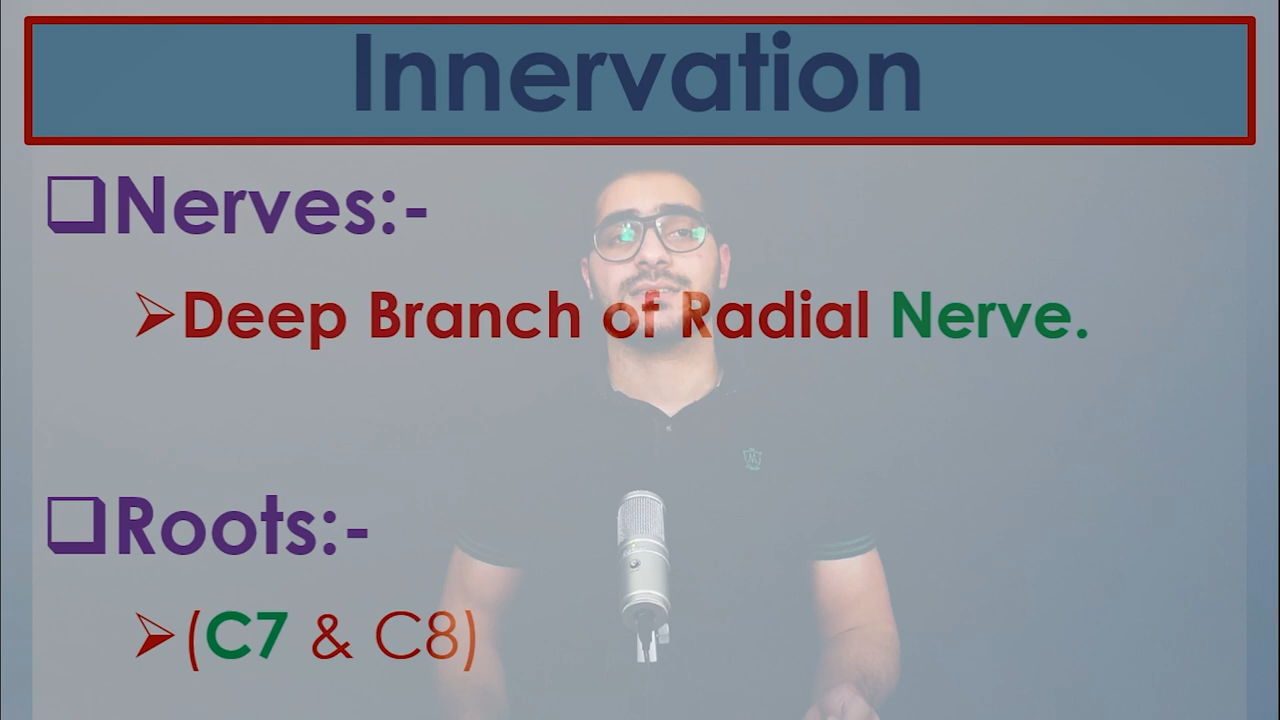 Innervation
Nerves:-
Deep Branch of Radial Nerve.
Roots:-
(C7 & C8)